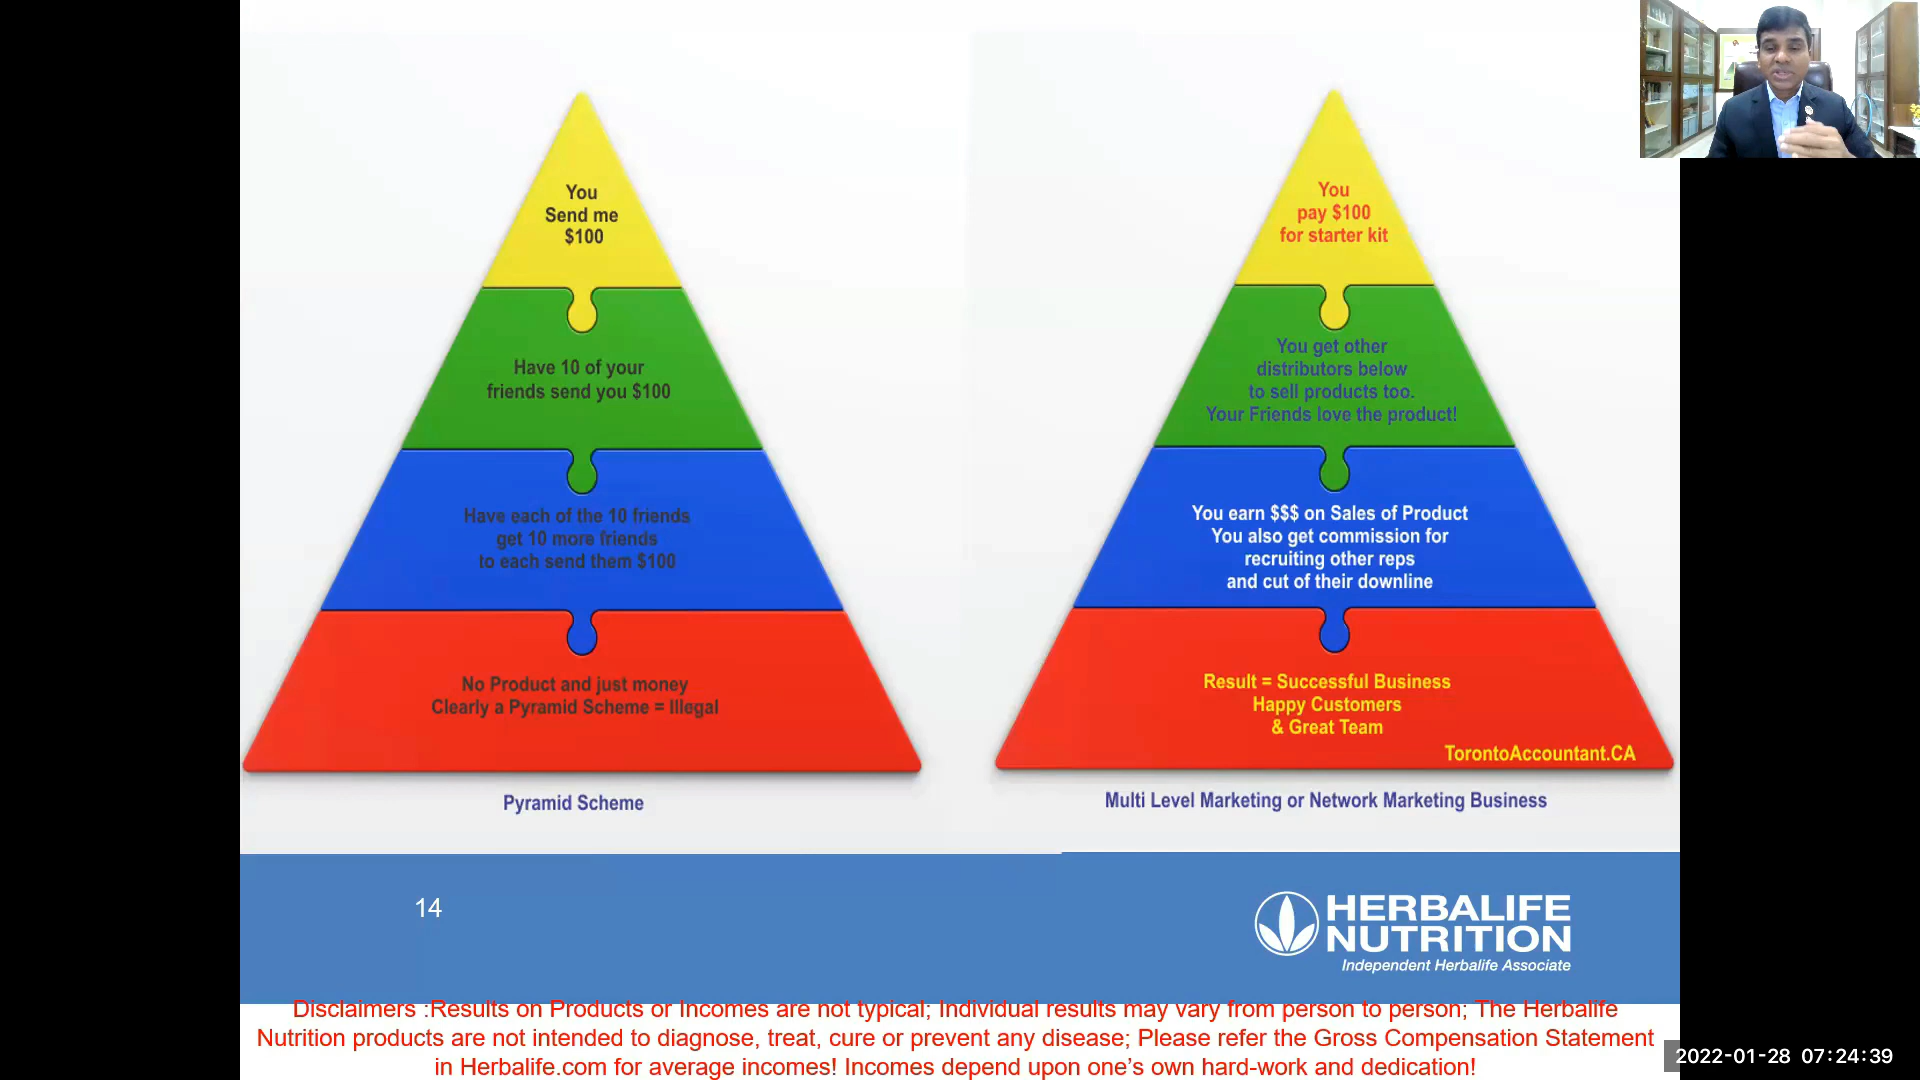 You
Send me
$100
Have 10 of your
friends send you $100
Have each of the 10 friends
get 10 more friends
to each send them $100
No Product and just money
Clearly a Pyramid Scheme = Illegal
Pyramid Scheme
You
pay $100
for starter kit
You get other
distributors below
to sell products too.
Your Friends love the product!
You earn $$$ on Sales of Product
You also get commission for
recruiting other reps
and cut of their downline
Result = Successful Business
Happy Customers
& Great Team
TorontoAccountant.CA
Multi Level Marketing or Network Marketing Business
14
HERBALIFE
NUTRITION
Independent Herbalife Associate
Disclaimers :Results on Products or Incomes are not typical; Individual results may vary from person to person; The Herbalife
Nutrition products are not intended to diagnose, treat, cure or prevent any disease; Please refer the Gross Compensation Statement
in Herbalife.com for average incomes! Incomes depend upon one’s own hard-work and dedication!
2022-01-28 07:24:39